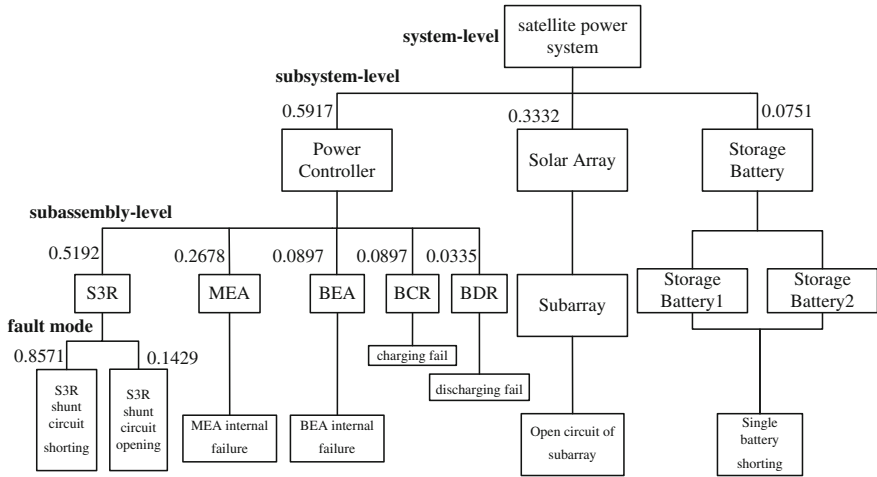 satellite power
system
system-level
subsystem-level
0.5917
0.3332
0.0751
Power
Controller
Solar Array
Storage
Battery
subassembly-level
0.5192
0.2678
0.0897
0.0897
0.0335
S3R
MEA
BEA
BCR
BDR
Subarray
Storage
Battery1
Storage
Battery2
fault mode
0.8571
0.1429
charging fail
discharging fail
S3R
shunt
circuit
shorting
S3R
shunt
circuit
opening
MEA internal
failure
BEA internal
failure
Open circuit of
subarray
Single
battery
shorting